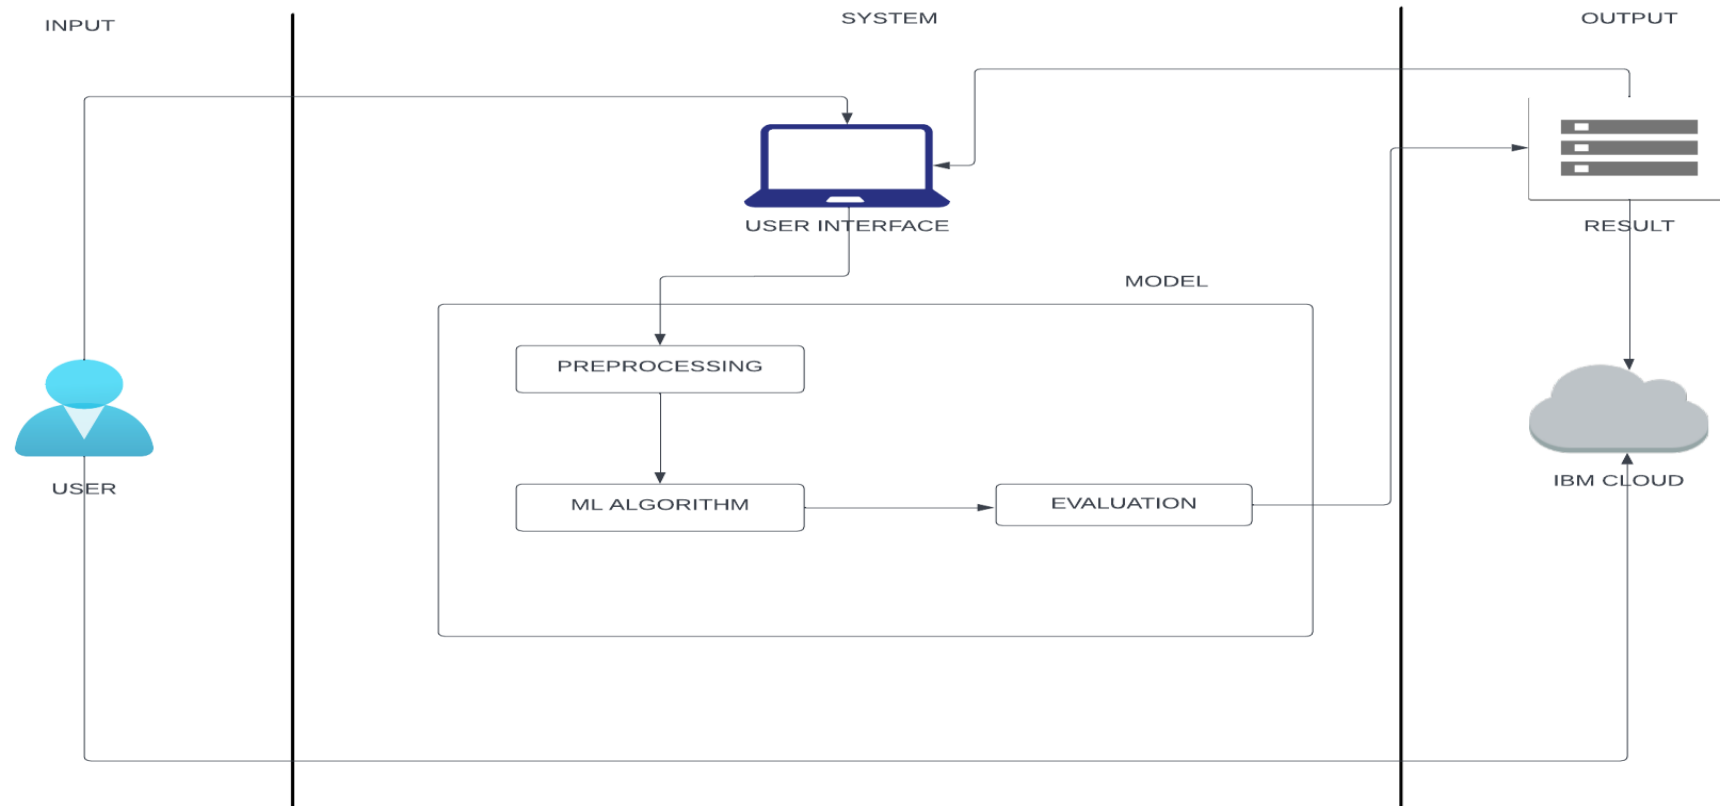 INPUT
SYSTEM
OUTPUT
USER INTERFACE
RESULT
MODEL
PREPROCESSING
USER
ML ALGORITHM
EVALUATION
IBM CLOUD